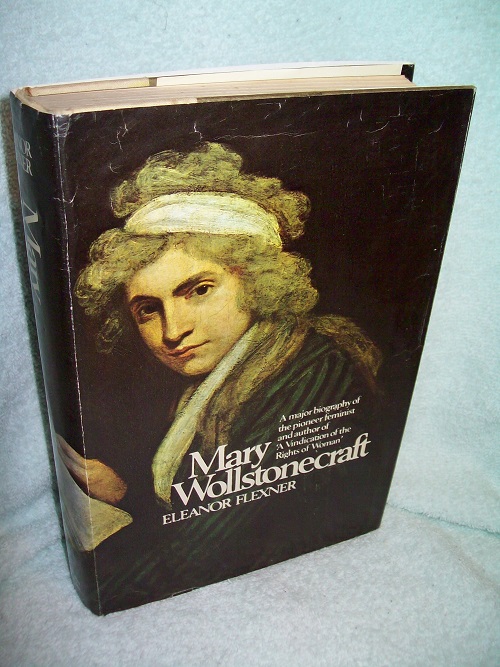 A major biography of
the pioneer feminist
and author of
'A Vindication of the
Rights of Woman'
Mary
Wollstonecraft
ELEANOR FLEXNER
Mary